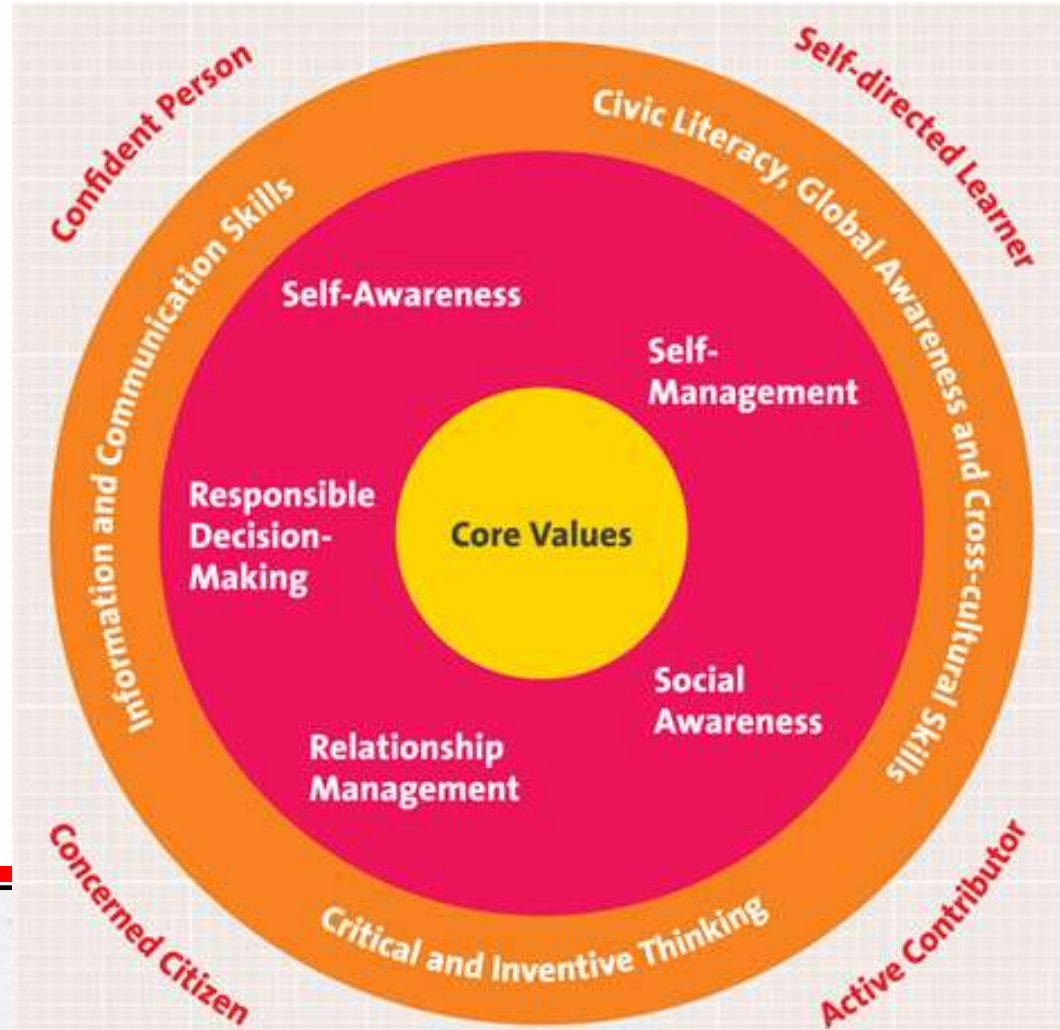 Confident Person
Self-directed Learner
Civic Literacy, Global Awareness and Cross-cultural Skills
Information and Communication Skills
Self-Awareness
Self-
Management
Responsible
Decision-
Making
Core Values
Social
Awareness
Relationship
Management
Critical and Inventive Thinking
Concerned Citizen
Active Contributor